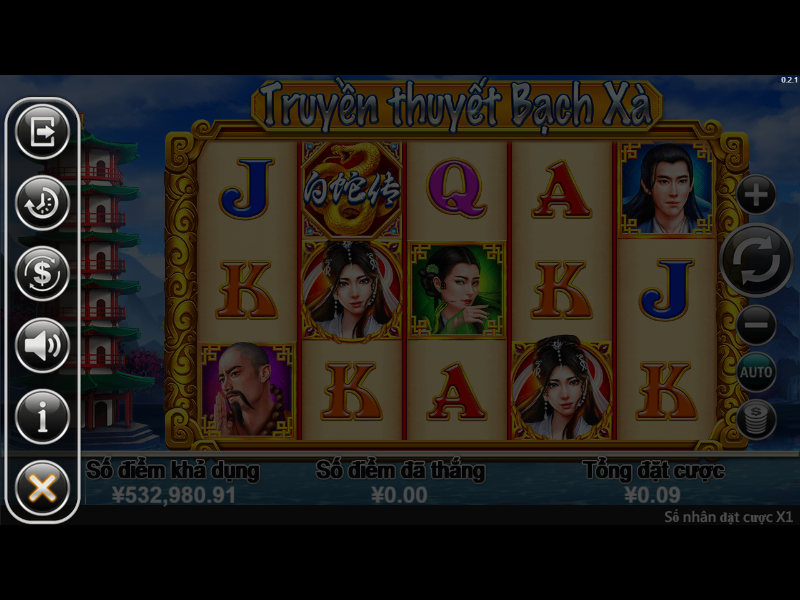 0.2.1
Truyền thuyết Bạch Xà
J
白蛇传
Q
A
K
K
J
K
A
K
AUTO
Số điểm khả dụng
Số điểm đã thắng
Tổng đặt cược
¥532,980.91
¥0.00
¥0.09
Số nhân đặt cược X1